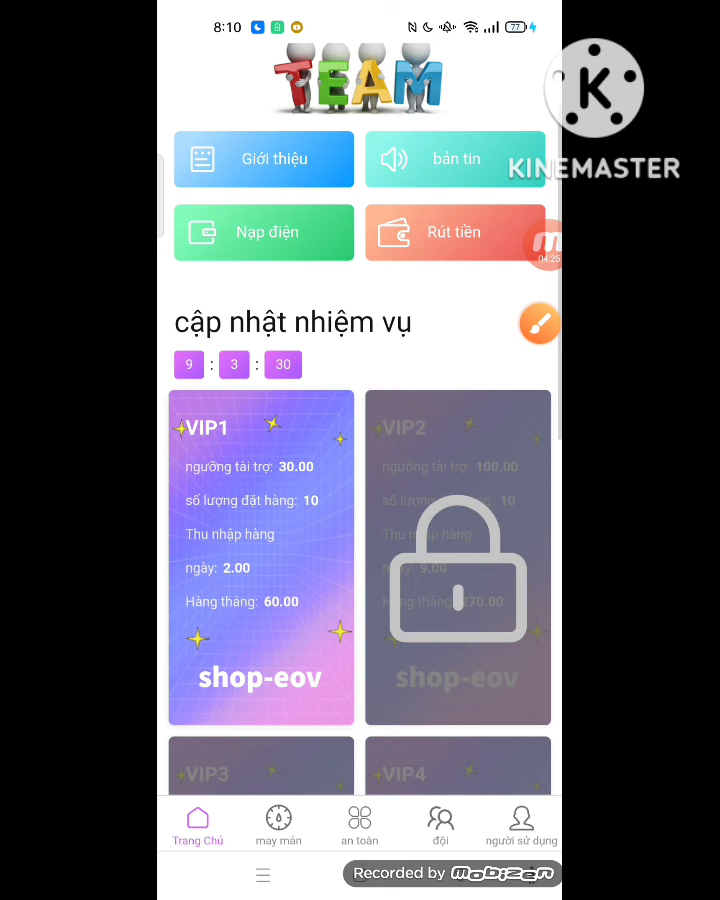 8:10
77
TEAM
K
KINEMASTER
Giới thiệu
bản tin
Nạp điện
Rút tiền
04:25
cập nhật nhiệm vụ
9 : 3 : 30
VIP1
ngưỡng tài trợ: 30.00
số lượng đặt hàng: 10
Thu nhập hàng
ngày: 2.00
Hàng tháng: 60.00
shop-eov
VIP2
ngưỡng tài trợ: 100.00
số lượng đặt hàng: 10
Thu nhập hàng
ngày: 9.00
Hàng tháng: 270.00
shop-eov
VIP3
VIP4
Trang Chủ
may mắn
an toàn
đội
người sử dụng
Recorded by mobizen